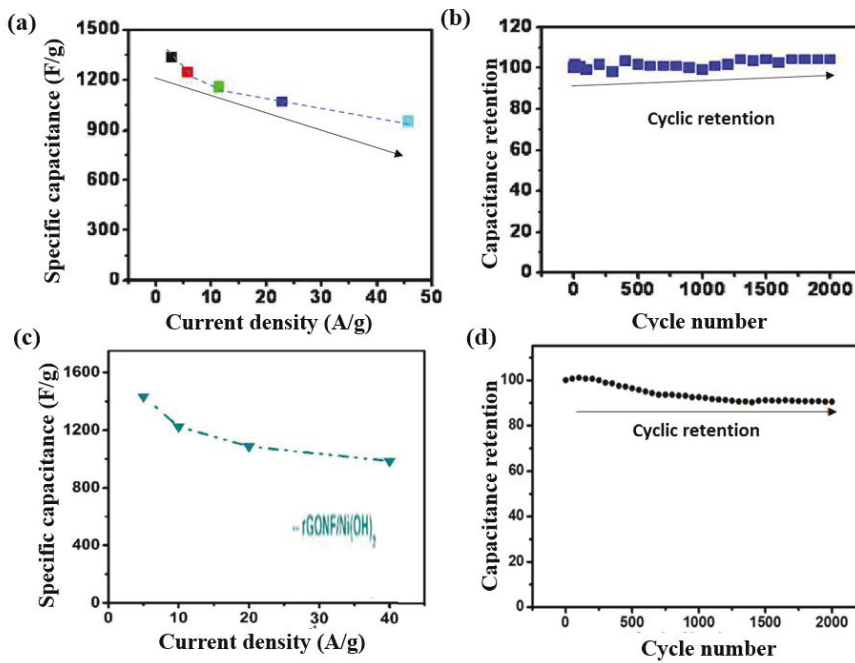 (a)
Specific capacitance (F/g)
1500
1200
900
600
300
0
0 10 20 30 40 50
Current density (A/g)
(b)
Capacitance retention
120
100
80
60
40
20
0
Cyclic retention
0 500 1000 1500 2000
Cycle number
(c)
Specific capacitance (F/g)
1600
1200
800
400
0
rGONF/Ni(OH)₂
0 10 20 30 40
Current density (A/g)
(d)
Capacitance retention
100
80
60
40
20
0
Cyclic retention
0 500 1000 1500 2000
Cycle number